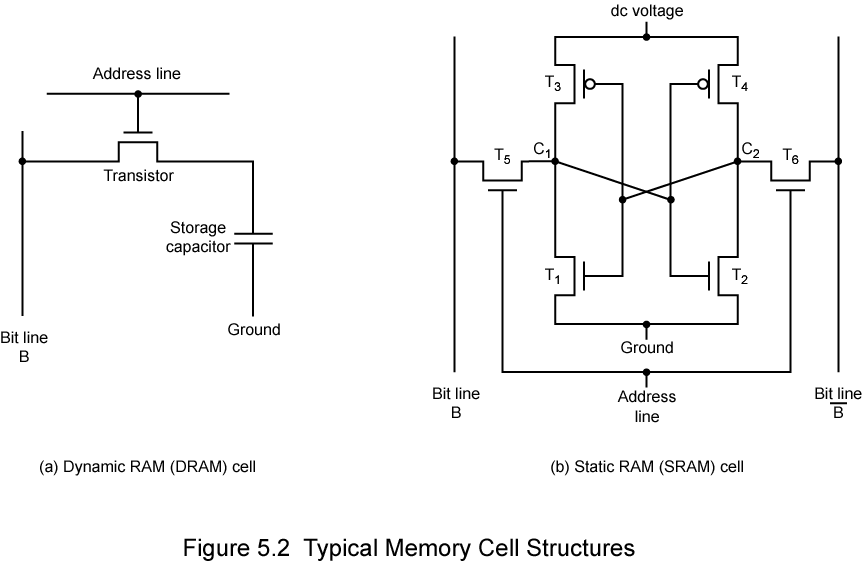 Address line
Transistor
Storage
capacitor
Ground
Bit line
B
(a) Dynamic RAM (DRAM) cell
dc voltage
T3
T4
T5
C1
C2
T6
T1
T2
Ground
Bit line
B
Address
line
Bit line
B̅
(b) Static RAM (SRAM) cell
Figure 5.2 Typical Memory Cell Structures